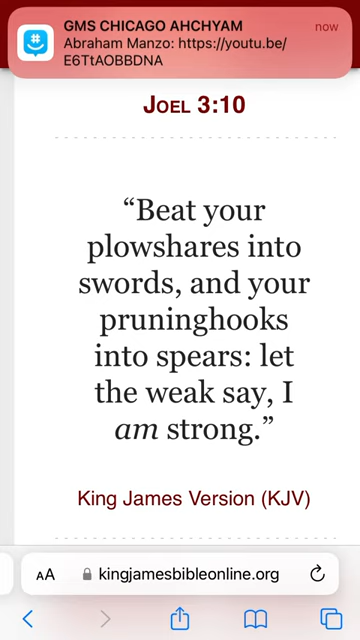 GMS CHICAGO AHCHYAM
now
Abraham Manzo: https://youtu.be/
E6TtAOBBDNA
JOEL 3:10
“Beat your
plowshares into
swords, and your
pruninghooks
into spears: let
the weak say, I
am strong.”
King James Version (KJV)
AA
kingjamesbibleonline.org